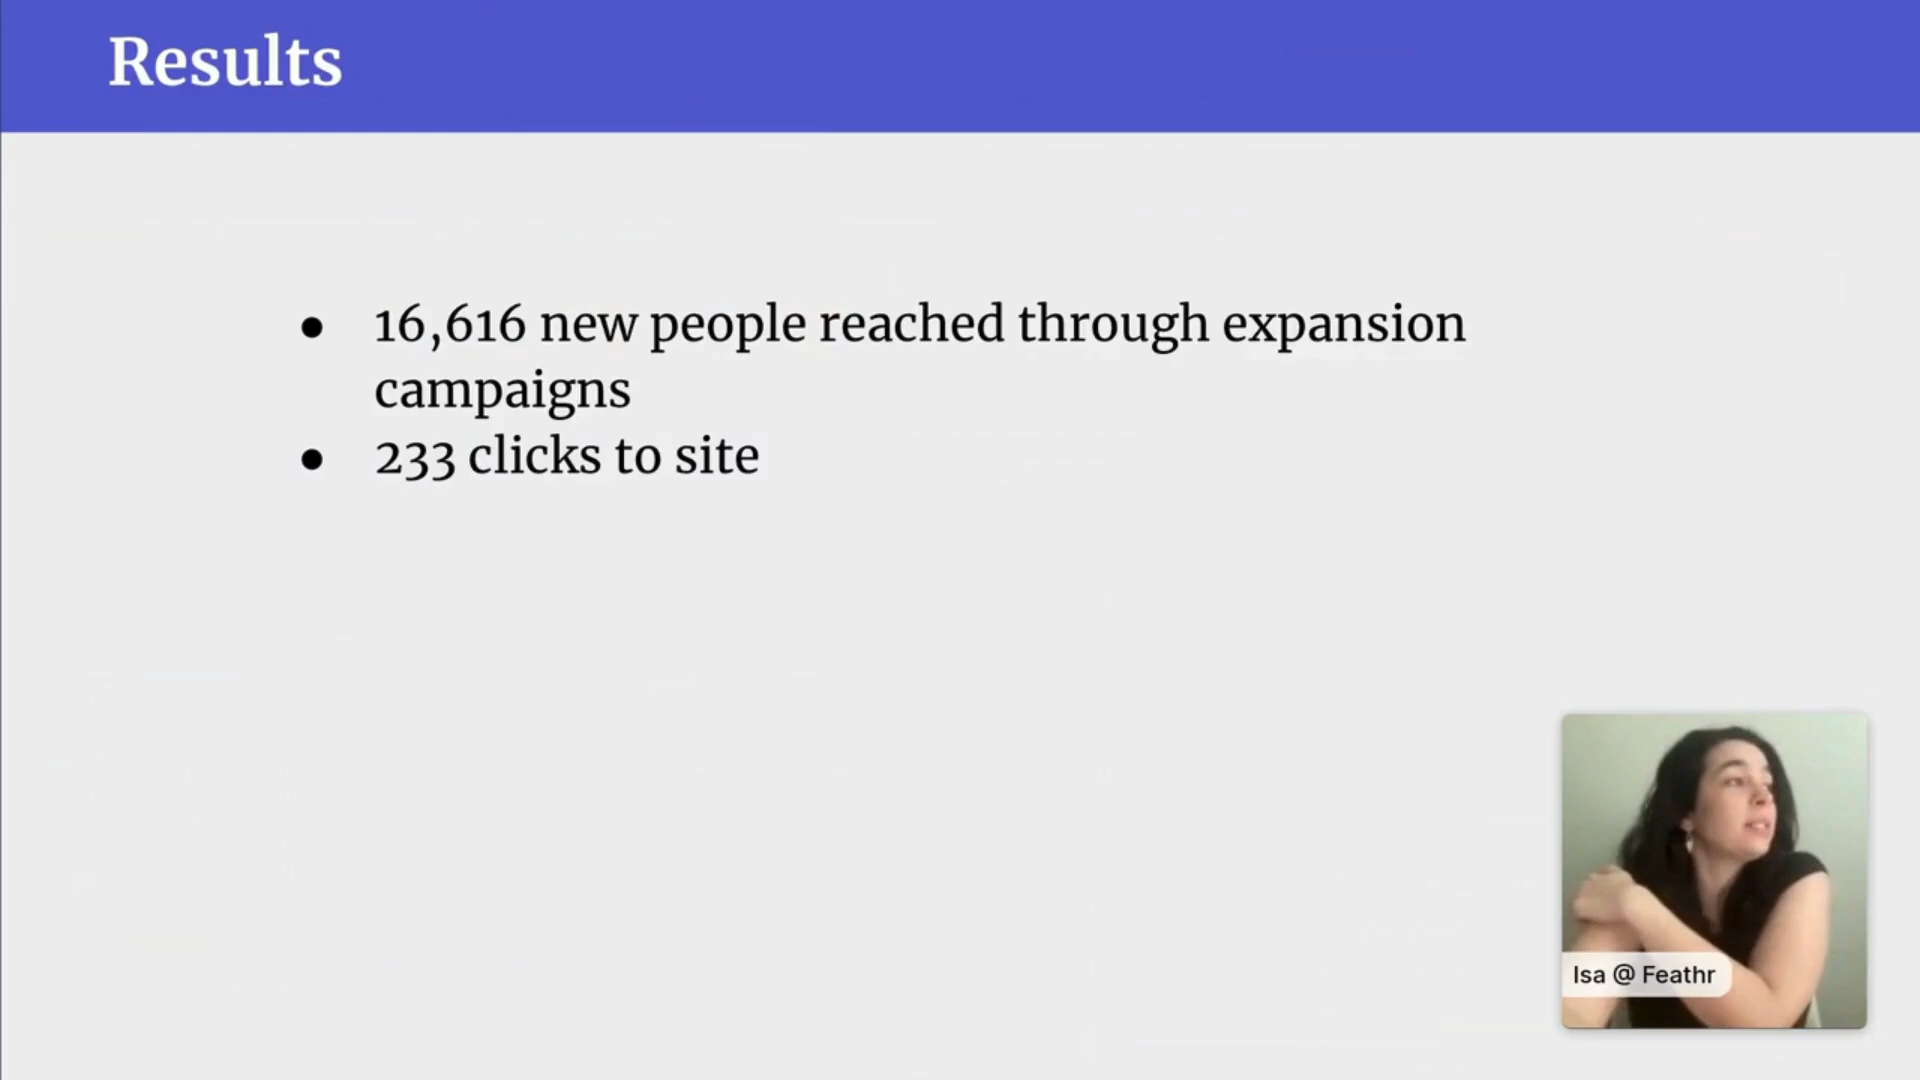 Results
● 16,616 new people reached through expansion
campaigns
● 233 clicks to site
Isa @ Feathr